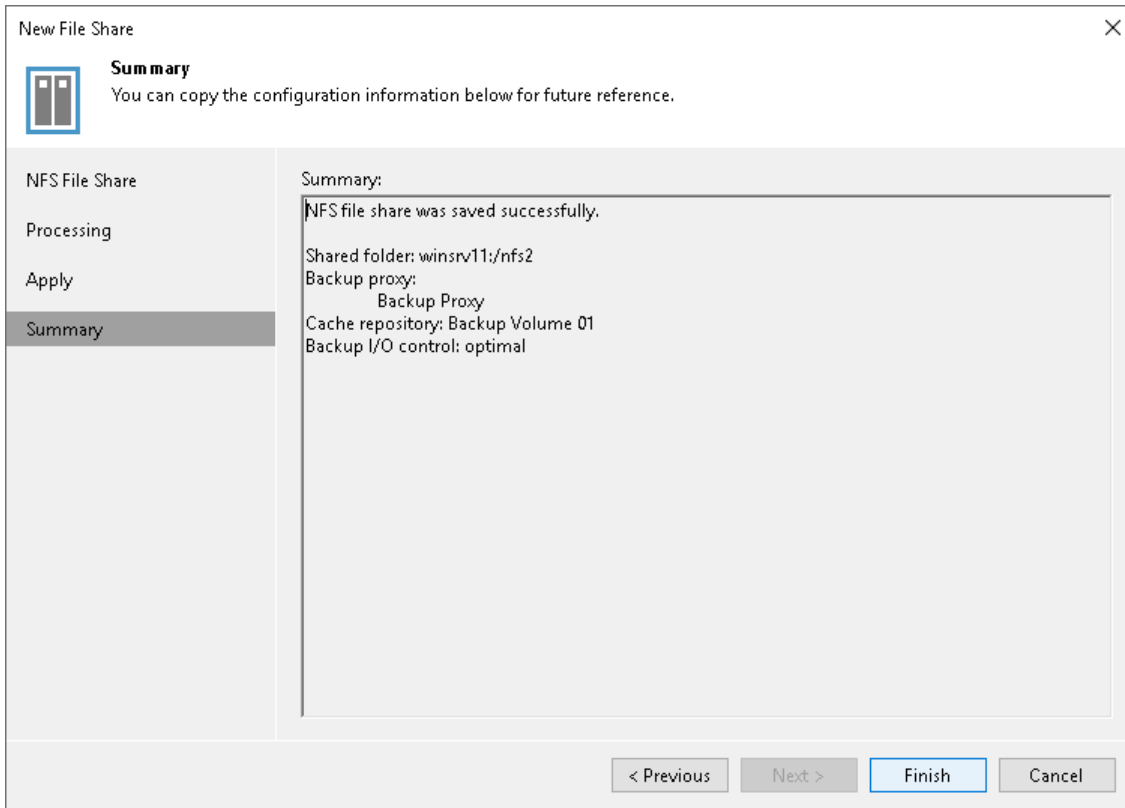 New File Share
Summary
You can copy the configuration information below for future reference.
NFS File Share
Processing
Apply
Summary
Summary:
NFS file share was saved successfully.
Shared folder: winsrv11:/nfs2
Backup proxy:
Backup Proxy
Cache repository: Backup Volume 01
Backup I/O control: optimal
< Previous
Next >
Finish
Cancel